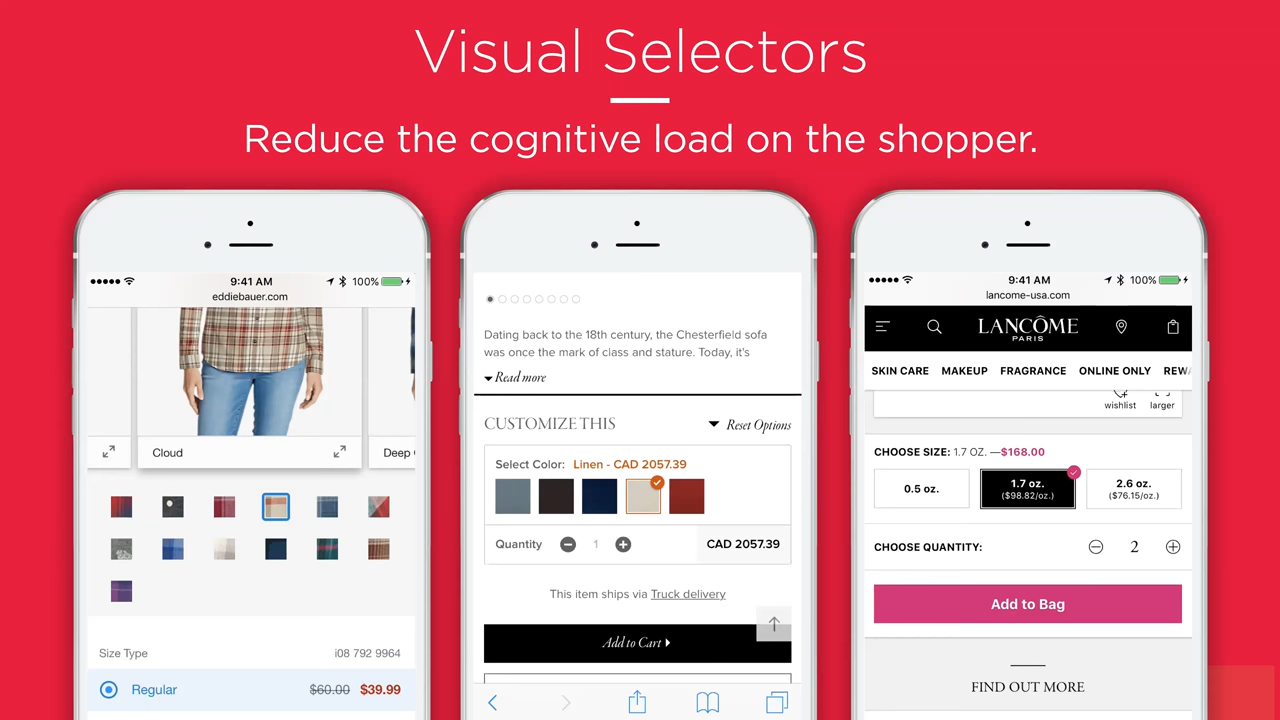 Visual Selectors
Reduce the cognitive load on the shopper.
9:41 AM
100%
eddiebauer.com
Cloud
Deep
Size Type
i08 792 9964
Regular
$60.00 $39.99
Dating back to the 18th century, the Chesterfield sofa
was once the mark of class and stature. Today, it's
Read more
CUSTOMIZE THIS
Reset Options
Select Color: Linen - CAD 2057.39
Quantity
1
CAD 2057.39
This item ships via Truck delivery
Add to Cart
9:41 AM
100%
lancome-usa.com
LANCÔME
PARIS
SKIN CARE MAKEUP FRAGRANCE ONLINE ONLY REWA
wishlist larger
CHOOSE SIZE: 1.7 OZ. —$168.00
0.5 oz.
1.7 oz.
($98.82/oz.)
2.6 oz.
($76.15/oz.)
CHOOSE QUANTITY:
2
Add to Bag
FIND OUT MORE